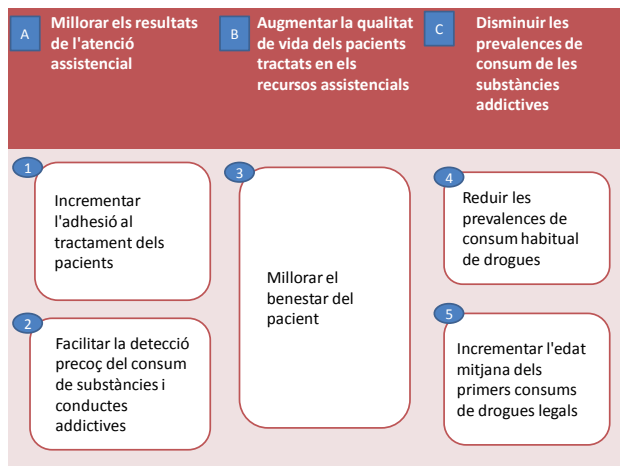 A
Millorar els resultats
de l'atenció
assistencial
B
Augmentar la qualitat
de vida dels pacients
tractats en els
recursos assistencials
C
Disminuir les
prevalences de
consum de les
substàncies
addictives
1
Incrementar
l'adhesió al
tractament dels
pacients
2
Facilitar la detecció
precoç del consum
de substàncies i
conductes
addictives
3
Millorar el
benestar del
pacient
4
Reduir les
prevalences de
consum habitual
de drogues
5
Incrementar l'edat
mitjana dels
primers consums
de drogues legals